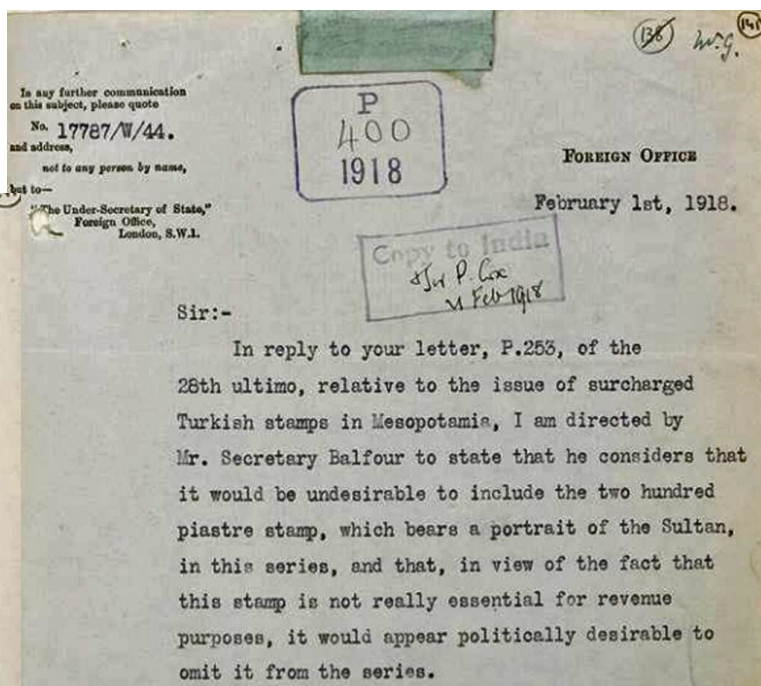 138
141
W.G.
In any further communication
on this subject, please quote
No. 17787/W/44.
and address,
not to any person by name,
but to—
"The Under-Secretary of State,"
Foreign Office,
London, S.W.1.
P
400
1918
FOREIGN OFFICE
February 1st, 1918.
Copy to India
& Sir P. Cox
Feb 1918
Sir:-
In reply to your letter, P.253, of the
28th ultimo, relative to the issue of surcharged
Turkish stamps in Mesopotamia, I am directed by
Mr. Secretary Balfour to state that he considers that
it would be undesirable to include the two hundred
piastre stamp, which bears a portrait of the Sultan,
in this series, and that, in view of the fact that
this stamp is not really essential for revenue
purposes, it would appear politically desirable to
omit it from the series.